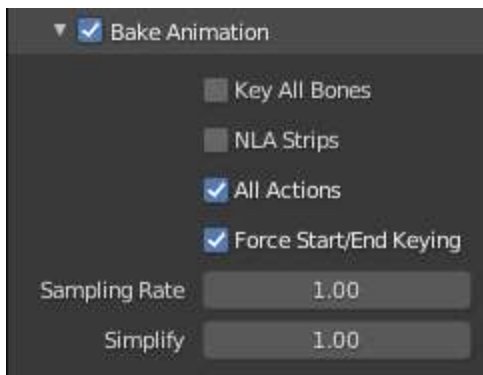 Bake Animation
Key All Bones
NLA Strips
All Actions
Force Start/End Keying
Sampling Rate 1.00
Simplify 1.00